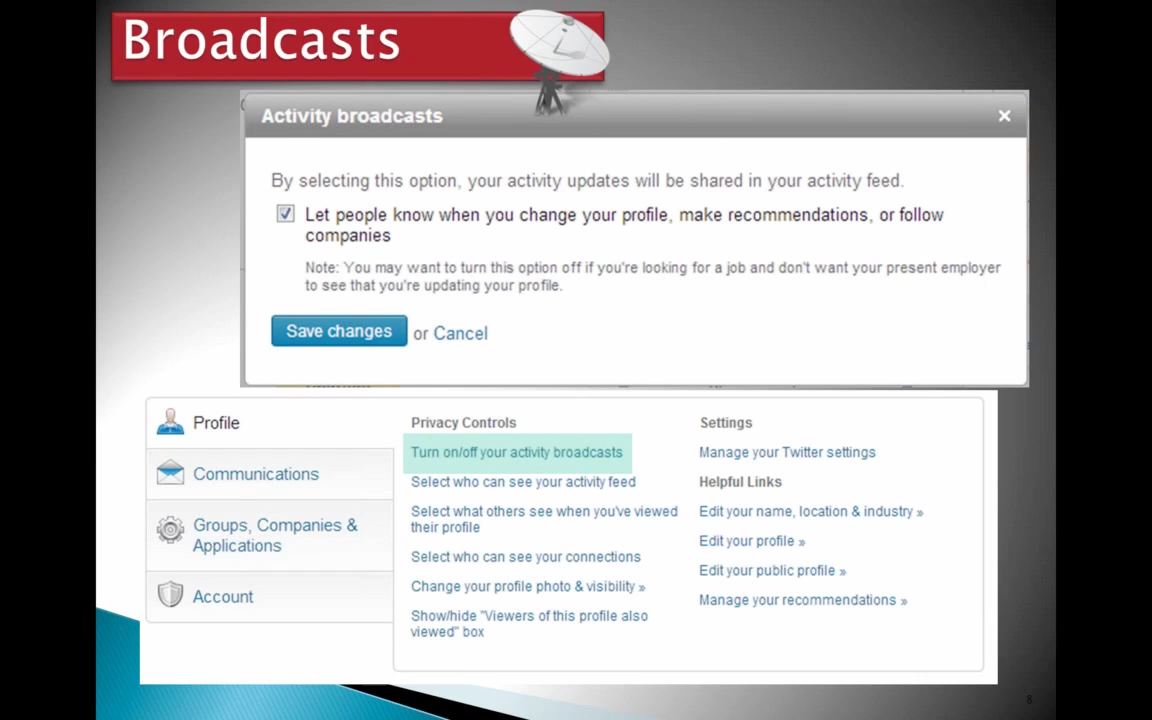 Broadcasts
Activity broadcasts
By selecting this option, your activity updates will be shared in your activity feed.
Let people know when you change your profile, make recommendations, or follow
companies
Note: You may want to turn this option off if you're looking for a job and don't want your present employer
to see that you're updating your profile.
Save changes or Cancel
Profile
Communications
Groups, Companies &
Applications
Account
Privacy Controls
Turn on/off your activity broadcasts
Select who can see your activity feed
Select what others see when you've viewed
their profile
Select who can see your connections
Change your profile photo & visibility »
Show/hide "Viewers of this profile also
viewed" box
Settings
Manage your Twitter settings
Helpful Links
Edit your name, location & industry »
Edit your profile »
Edit your public profile »
Manage your recommendations »
8